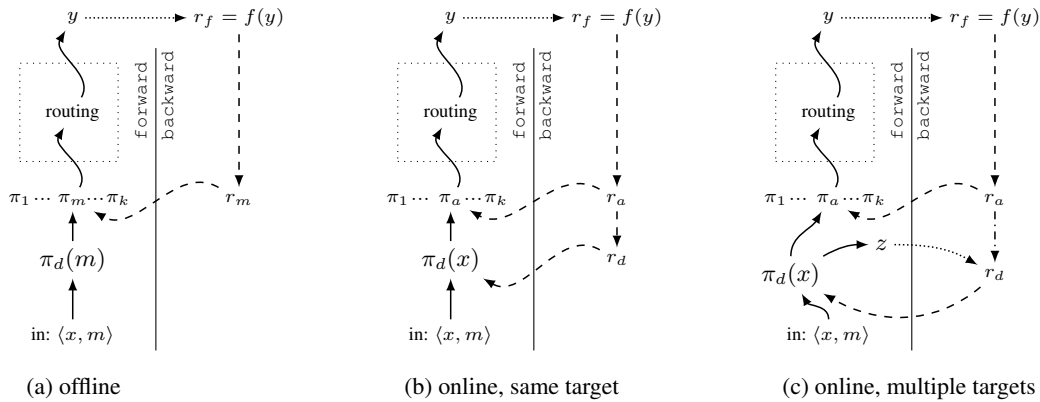 y r_f = f(y)
routing
forward
backward
π_1 ··· π_m ··· π_k r_m
π_d(m)
in: ⟨x, m⟩
(a) offline
y r_f = f(y)
routing
forward
backward
π_1 ··· π_a ··· π_k r_a
π_d(x) r_d
in: ⟨x, m⟩
(b) online, same target
y r_f = f(y)
routing
forward
backward
π_1 ··· π_a ··· π_k r_a
z
π_d(x) r_d
in: ⟨x, m⟩
(c) online, multiple targets